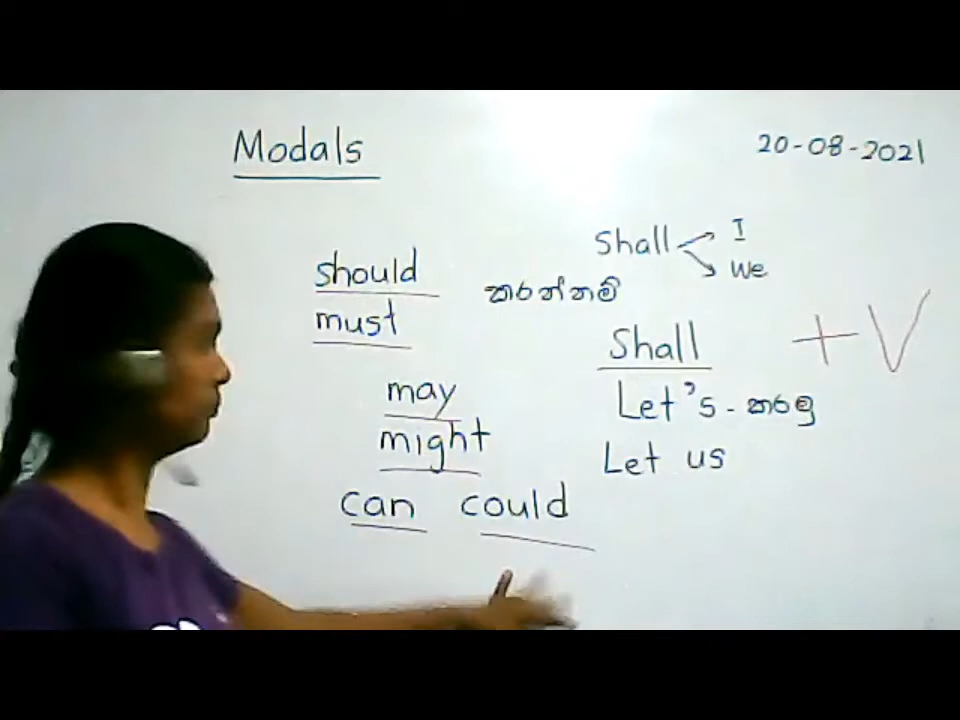 Modals
20-08-2021
should
must
කරන්නම්
Shall I
We
Shall + V
may
might
Let's - කරමු
Let us
can could